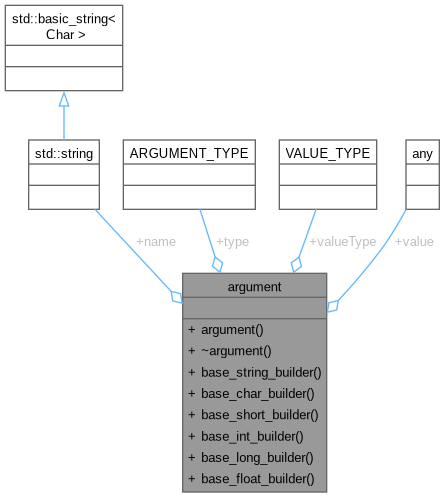 std::basic_string<
Char >
std::string
ARGUMENT_TYPE
VALUE_TYPE
any
+name
+type
+valueType
+value
argument
+ argument()
+ ~argument()
+ base_string_builder()
+ base_char_builder()
+ base_short_builder()
+ base_int_builder()
+ base_long_builder()
+ base_float_builder()